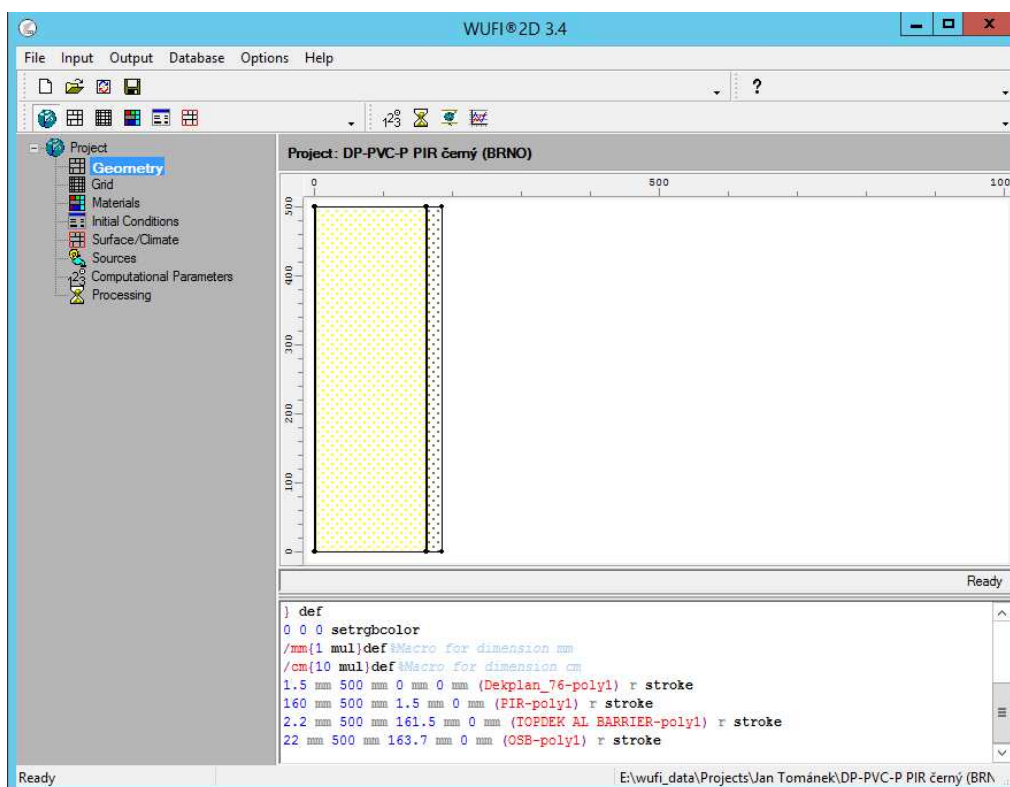 WUFI®2D 3.4
File Input Output Database Options Help
?
123
Project
Geometry
Grid
Materials
Initial Conditions
Surface/Climate
Sources
Computational Parameters
Processing
Project: DP-PVC-P PIR černý (BRNO)
0 500 100
500
400
300
200
100
0
Ready
} def
0 0 0 setrgbcolor
/mm{1 mul}def%Macro for dimension mm
/cm{10 mul}def%Macro for dimension cm
1.5 mm 500 mm 0 mm 0 mm (Dekplan_76-poly1) r stroke
160 mm 500 mm 1.5 mm 0 mm (PIR-poly1) r stroke
2.2 mm 500 mm 161.5 mm 0 mm (TOPDEK AL BARRIER-poly1) r stroke
22 mm 500 mm 163.7 mm 0 mm (OSB-poly1) r stroke
Ready E:\wufi_data\Projects\Jan Tománek\DP-PVC-P PIR černý (BRN